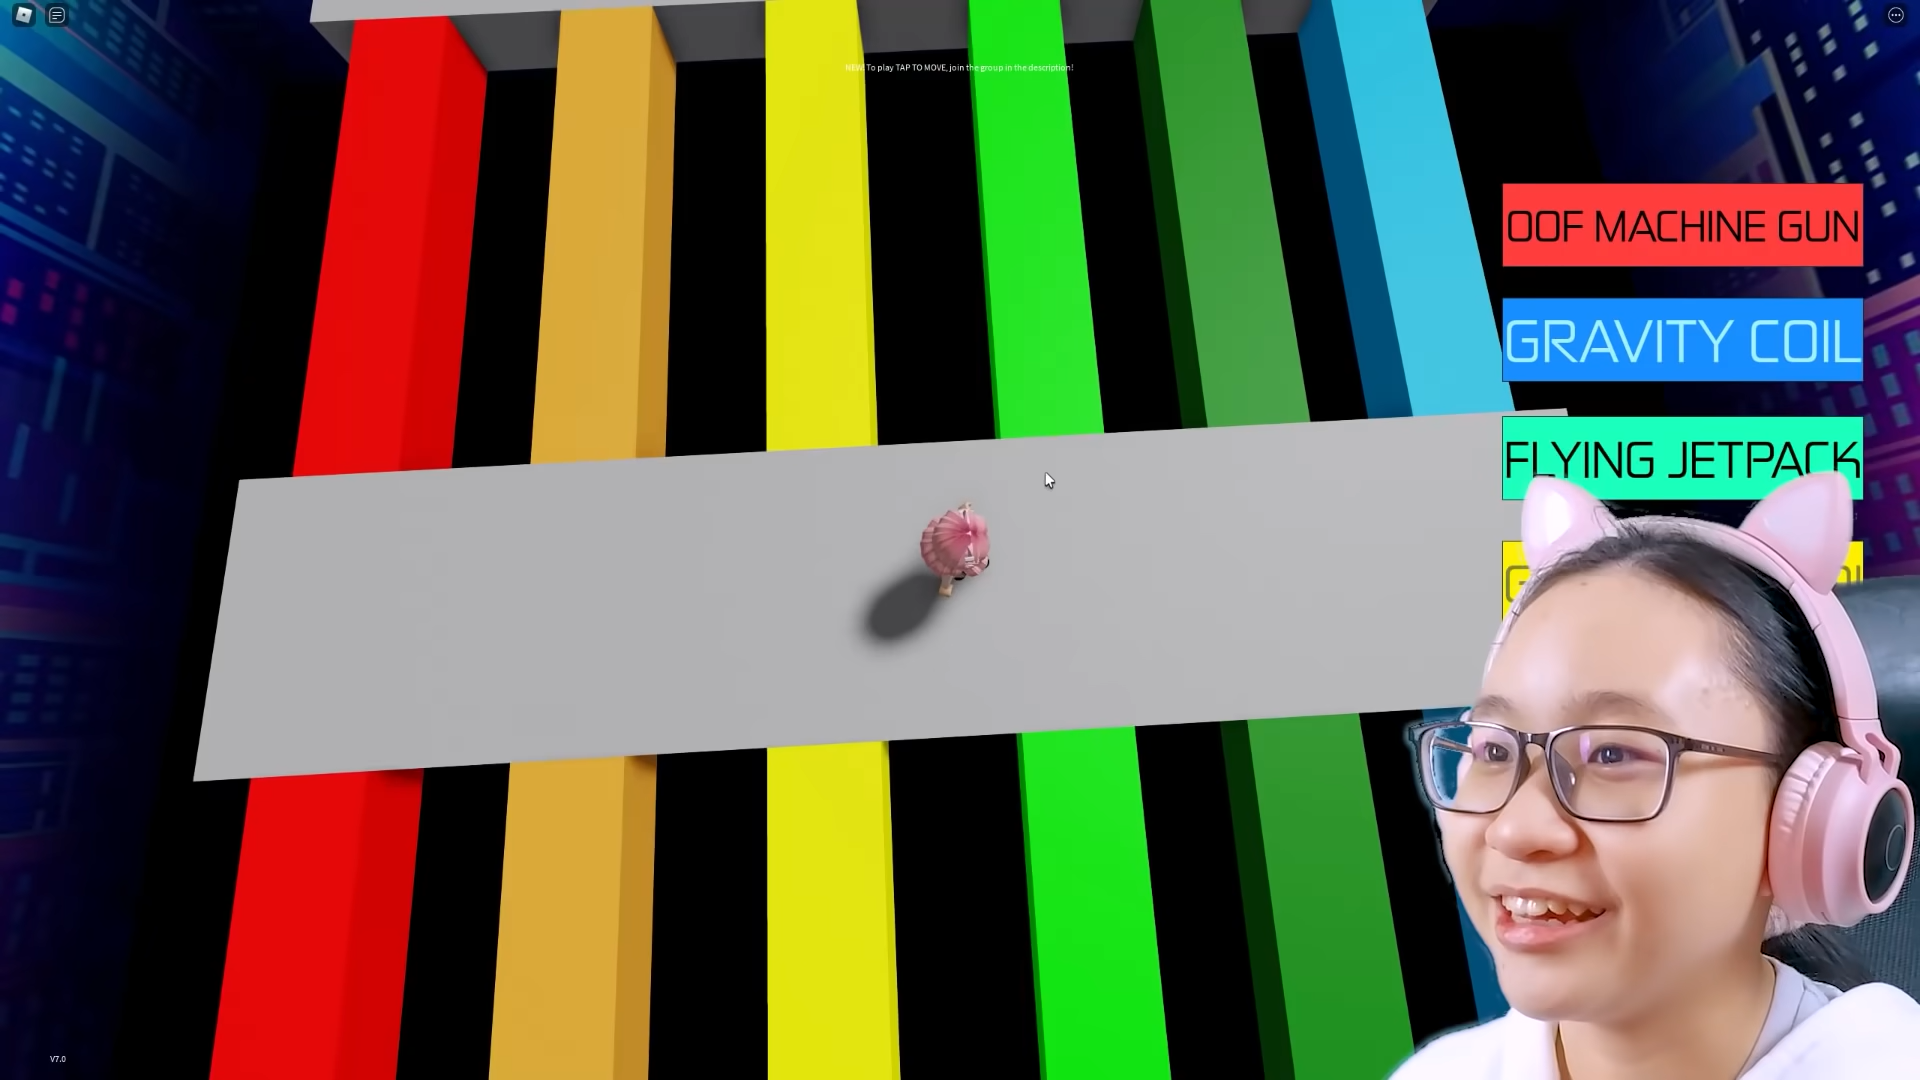 NEW! To play TAP TO MOVE, join the group in the description!
OOF MACHINE GUN
GRAVITY COIL
FLYING JETPACK
V7.0